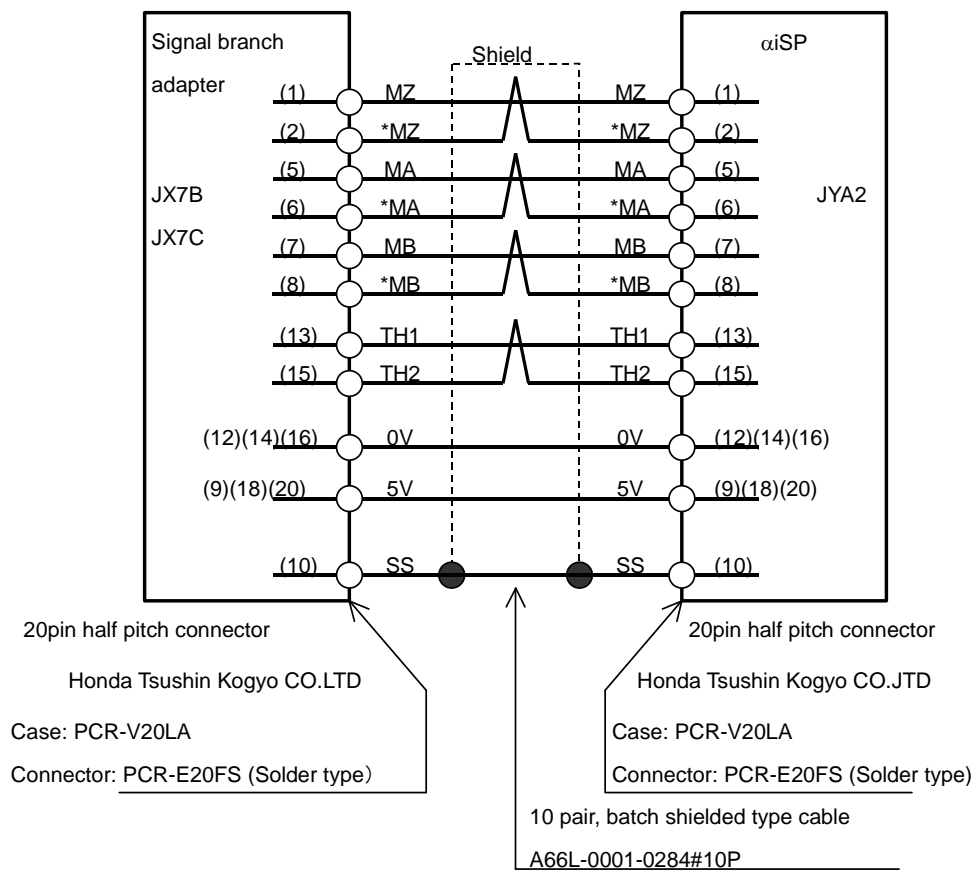 Signal branch
adapter
JX7B
JX7C
αiSP
JYA2
Shield
(1) MZ MZ (1)
(2) *MZ *MZ (2)
(5) MA MA (5)
(6) *MA *MA (6)
(7) MB MB (7)
(8) *MB *MB (8)
(13) TH1 TH1 (13)
(15) TH2 TH2 (15)
(12)(14)(16) 0V 0V (12)(14)(16)
(9)(18)(20) 5V 5V (9)(18)(20)
(10) SS SS (10)
20pin half pitch connector
Honda Tsushin Kogyo CO.LTD
Case: PCR-V20LA
Connector: PCR-E20FS (Solder type）
20pin half pitch connector
Honda Tsushin Kogyo CO.JTD
Case: PCR-V20LA
Connector: PCR-E20FS (Solder type)
10 pair, batch shielded type cable
A66L-0001-0284#10P